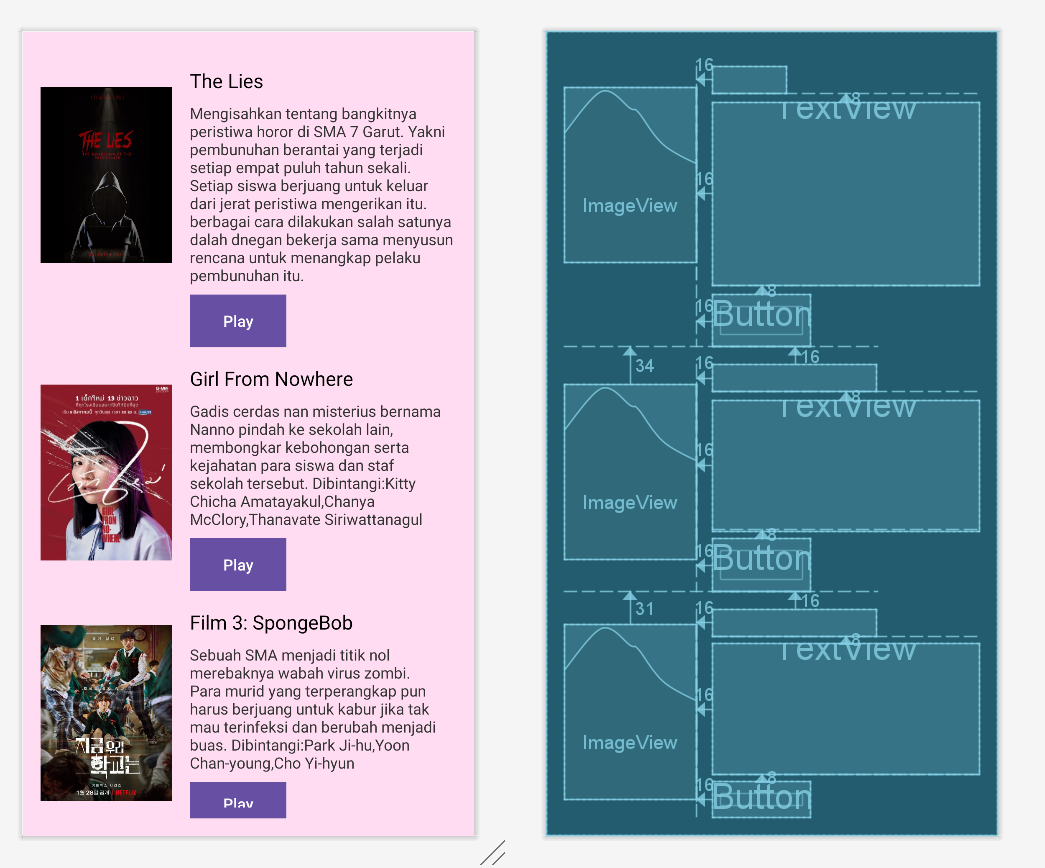 The Lies
Mengisahkan tentang bangkitnya
peristiwa horor di SMA 7 Garut. Yakni
pembunuhan berantai yang terjadi
setiap empat puluh tahun sekali.
Setiap siswa berjuang untuk keluar
dari jerat peristiwa mengerikan itu.
berbagai cara dilakukan salah satunya
dalah dnegan bekerja sama menyusun
rencana untuk menangkap pelaku
pembunuhan itu.
Play
THE LIES
Girl From Nowhere
Gadis cerdas nan misterius bernama
Nanno pindah ke sekolah lain,
membongkar kebohongan serta
kejahatan para siswa dan staf
sekolah tersebut. Dibintangi:Kitty
Chicha Amatayakul,Chanya
McClory,Thanavate Siriwattanagul
Play
GIRL
FROM
NO-
WHERE
Film 3: SpongeBob
Sebuah SMA menjadi titik nol
merebaknya wabah virus zombi.
Para murid yang terperangkap pun
harus berjuang untuk kabur jika tak
mau terinfeksi dan berubah menjadi
buas. Dibintangi:Park Ji-hu,Yoon
Chan-young,Cho Yi-hyun
Play
지금 우리
학교는
NETFLIX
16
8
TextView
16
ImageView
8
16
Button
16
34
16
8
TextView
16
ImageView
8
16
Button
16
31
16
8
TextView
16
ImageView
8
16
Button